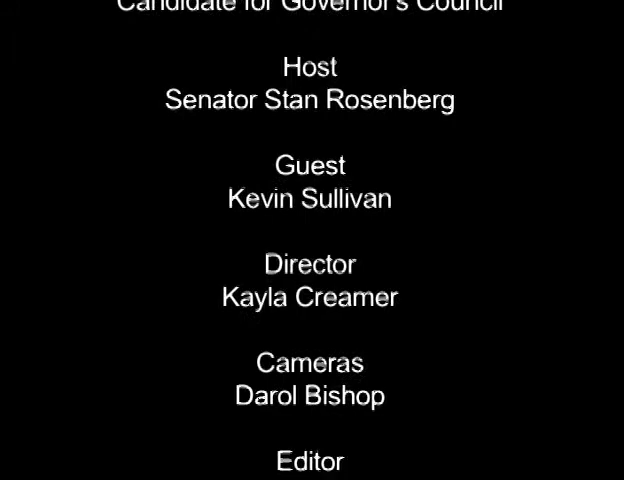 Candidate for Governor's Council
Host
Senator Stan Rosenberg
Guest
Kevin Sullivan
Director
Kayla Creamer
Cameras
Darol Bishop
Editor